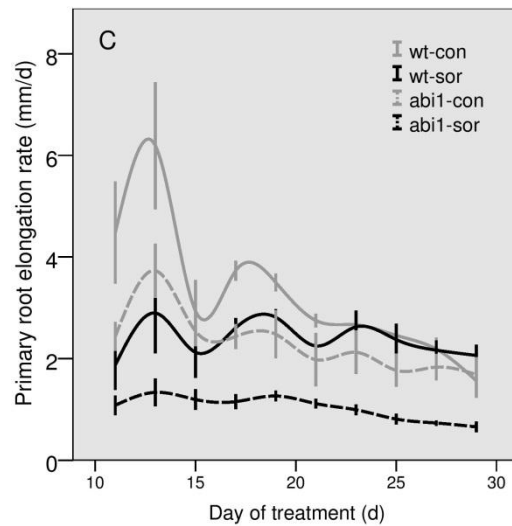 C
wt-con
wt-sor
abi1-con
abi1-sor
Primary root elongation rate (mm/d)
8
6
4
2
0
10 15 20 25 30
Day of treatment (d)